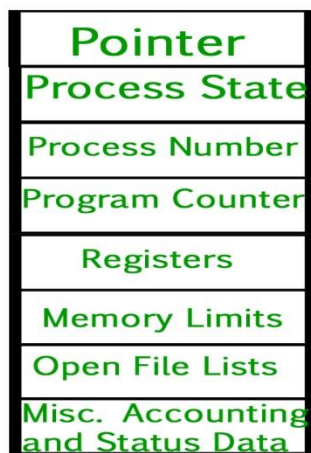 Pointer
Process State
Process Number
Program Counter
Registers
Memory Limits
Open File Lists
Misc. Accounting
and Status Data